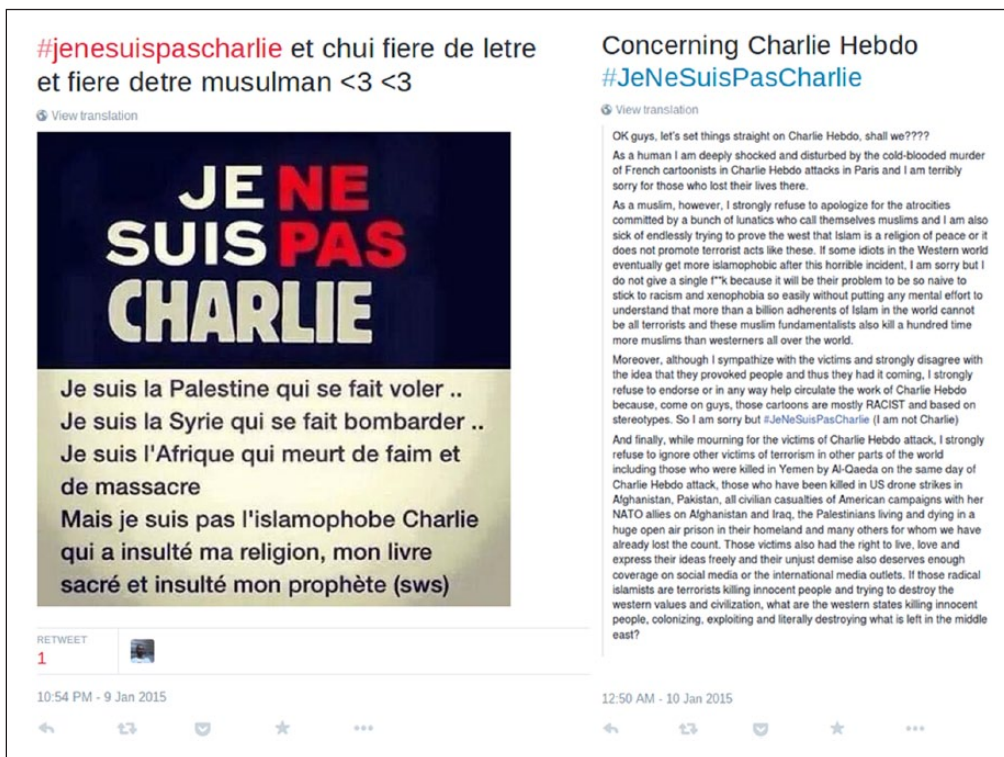 #jenesuispascharlie et chui fiere de letre
et fiere detre musulman <3 <3
View translation
JE NE
SUIS PAS
CHARLIE
Je suis la Palestine qui se fait voler ..
Je suis la Syrie qui se fait bombarder ..
Je suis l'Afrique qui meurt de faim et
de massacre
Mais je suis pas l'islamophobe Charlie
qui a insulté ma religion, mon livre
sacré et insulté mon prophète (sws)
RETWEET
1
10:54 PM - 9 Jan 2015
Concerning Charlie Hebdo
#JeNeSuisPasCharlie
View translation
OK guys, let's set things straight on Charlie Hebdo, shall we????
As a human I am deeply shocked and disturbed by the cold-blooded murder
of French cartoonists in Charlie Hebdo attacks in Paris and I am terribly
sorry for those who lost their lives there.
As a muslim, however, I strongly refuse to apologize for the atrocities
committed by a bunch of lunatics who call themselves muslims and I am also
sick of endlessly trying to prove the west that Islam is a religion of peace or it
does not promote terrorist acts like these. If some idiots in the Western world
eventually get more islamophobic after this horrible incident, I am sorry but I
do not give a single f**k because it will be their problem to be so naive to
stick to racism and xenophobia so easily without putting any mental effort to
understand that more than a billion adherents of Islam in the world cannot
be all terrorists and these muslim fundamentalists also kill a hundred time
more muslims than westerners all over the world.
Moreover, although I sympathize with the victims and strongly disagree with
the idea that they provoked people and thus they had it coming, I strongly
refuse to endorse or in any way help circulate the work of Charlie Hebdo
because, come on guys, those cartoons are mostly RACIST and based on
stereotypes. So I am sorry but #JeNeSuisPasCharlie (I am not Charlie)
And finally, while mourning for the victims of Charlie Hebdo attack, I strongly
refuse to ignore other victims of terrorism in other parts of the world
including those who were killed in Yemen by Al-Qaeda on the same day of
Charlie Hebdo attack, those who have been killed in US drone strikes in
Afghanistan, Pakistan, all civilian casualties of American campaigns with her
NATO allies on Afghanistan and Iraq, the Palestinians living and dying in a
huge open air prison in their homeland and many others for whom we have
already lost the count. Those victims also had the right to live, love and
express their ideas freely and their unjust demise also deserves enough
coverage on social media or the international media outlets. If those radical
islamists are terrorists killing innocent people and trying to destroy the
western values and civilization, what are the western states killing innocent
people, colonizing, exploiting and literally destroying what is left in the middle
east?
12:50 AM - 10 Jan 2015